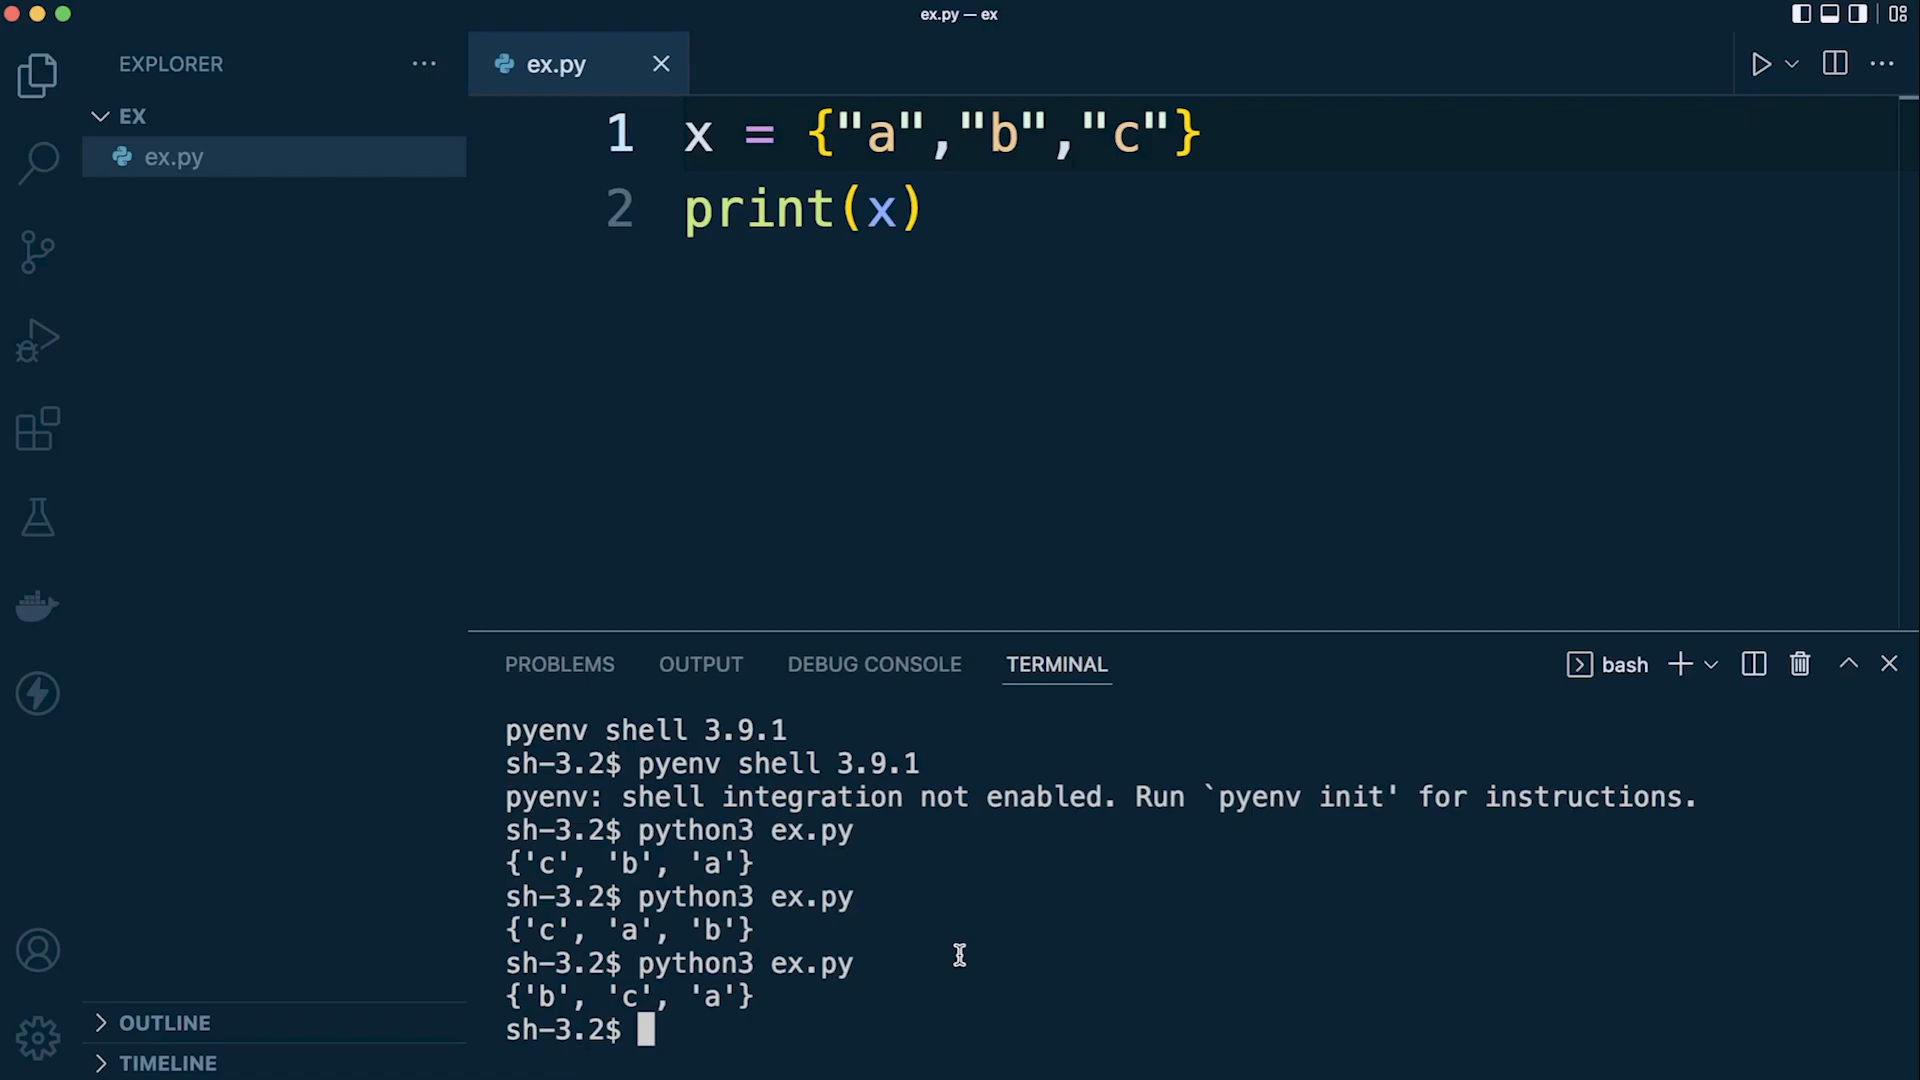 ex.py — ex
EXPLORER
EX
ex.py
ex.py
1 x = {"a","b","c"}
2 print(x)
PROBLEMS OUTPUT DEBUG CONSOLE TERMINAL
bash
pyenv shell 3.9.1
sh-3.2$ pyenv shell 3.9.1
pyenv: shell integration not enabled. Run `pyenv init' for instructions.
sh-3.2$ python3 ex.py
{'c', 'b', 'a'}
sh-3.2$ python3 ex.py
{'c', 'a', 'b'}
sh-3.2$ python3 ex.py
{'b', 'c', 'a'}
sh-3.2$
OUTLINE
TIMELINE